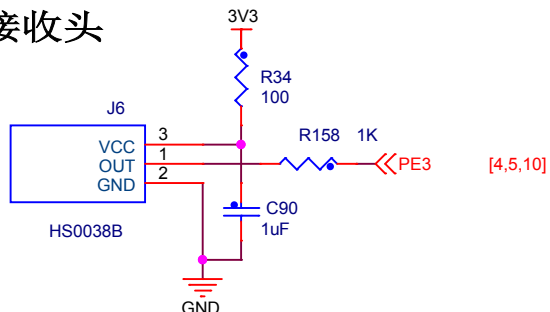 接收头
3V3
R34
100
J6
R158 1K
VCC 3
OUT 1
GND 2
PE3 [4,5,10]
C90
1uF
HS0038B
GND